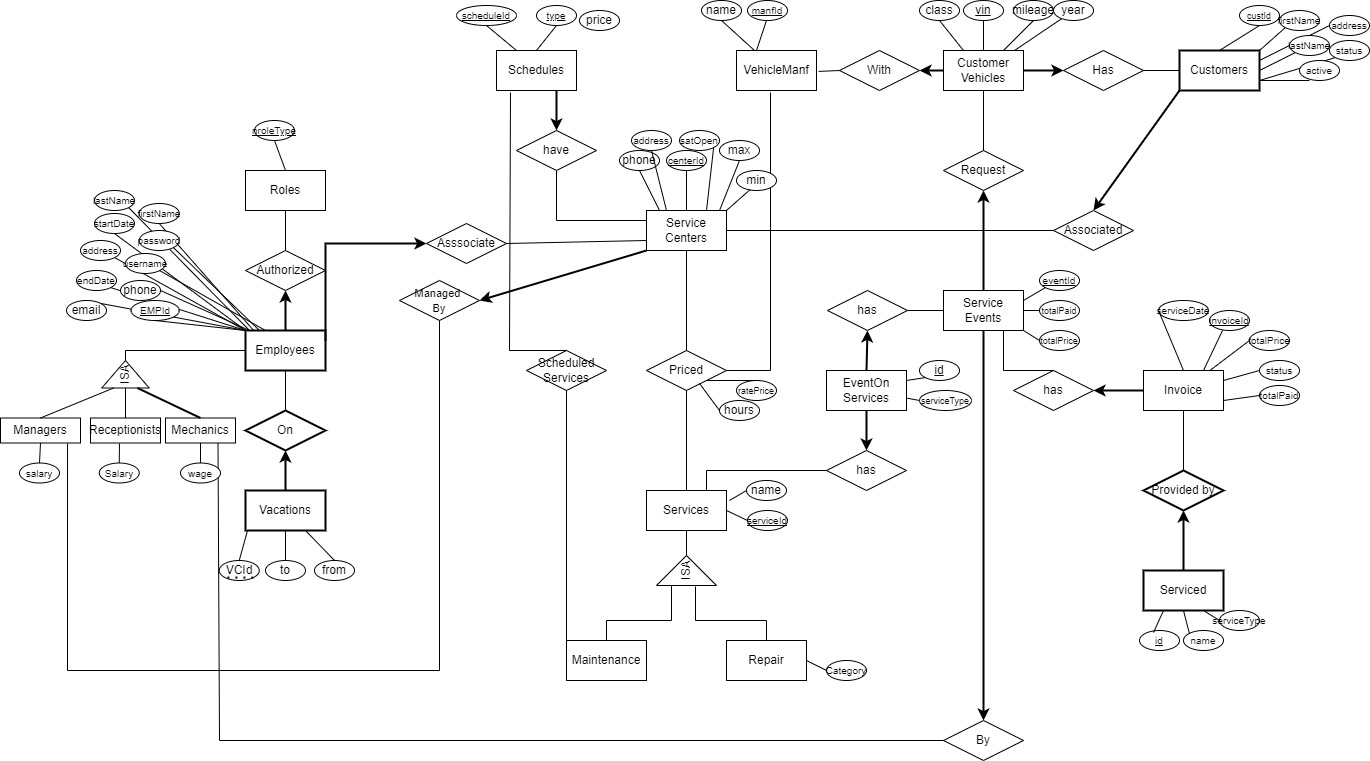 scheduleId
type
price
name
manfId
class
vin
mileage
year
custId
firstName
address
lastName
status
active
Schedules
VehicleManf
With
Customer
Vehicles
Has
Customers
proleType
have
address
satOpen
phone
centerId
max
min
Request
Roles
lastName
firstName
startDate
password
address
username
endDate
phone
email
EMPId
Authorized
Asssociate
Service
Centers
Associated
Managed
By
has
Service
Events
eventId
totalPaid
totalPrice
serviceDate
invoiceId
totalPrice
status
totalPaid
Employees
ISA
Scheduled
Services
Priced
ratePrice
hours
EventOn
Services
id
serviceType
has
Invoice
Managers
Receptionists
Mechanics
On
salary
Salary
wage
has
Vacations
Services
name
serviceId
Provided by
VCId
to
from
ISA
Serviced
serviceType
id
name
Maintenance
Repair
Category
By